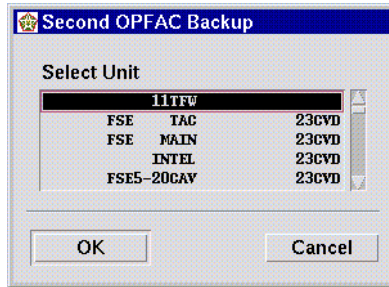 Second OPFAC Backup
Select Unit
11TFW
FSE TAC 23CVD
FSE MAIN 23CVD
INTEL 23CVD
FSE5-20CAV 23CVD
OK Cancel